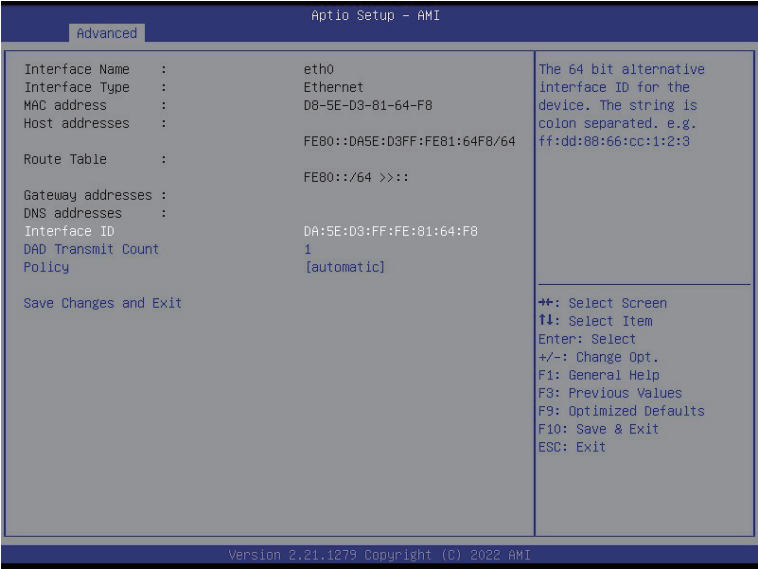 Aptio Setup – AMI
Advanced
Interface Name : eth0
Interface Type : Ethernet
MAC address : D8-5E-D3-81-64-F8
Host addresses :
FE80::DA5E:D3FF:FE81:64F8/64
Route Table :
FE80::/64 >>::
Gateway addresses :
DNS addresses :
Interface ID DA:5E:D3:FF:FE:81:64:F8
DAD Transmit Count 1
Policy [automatic]
Save Changes and Exit
The 64 bit alternative
interface ID for the
device. The string is
colon separated. e.g.
ff:dd:88:66:cc:1:2:3
→←: Select Screen
↑↓: Select Item
Enter: Select
+/-: Change Opt.
F1: General Help
F3: Previous Values
F9: Optimized Defaults
F10: Save & Exit
ESC: Exit
Version 2.21.1279 Copyright (C) 2022 AMI